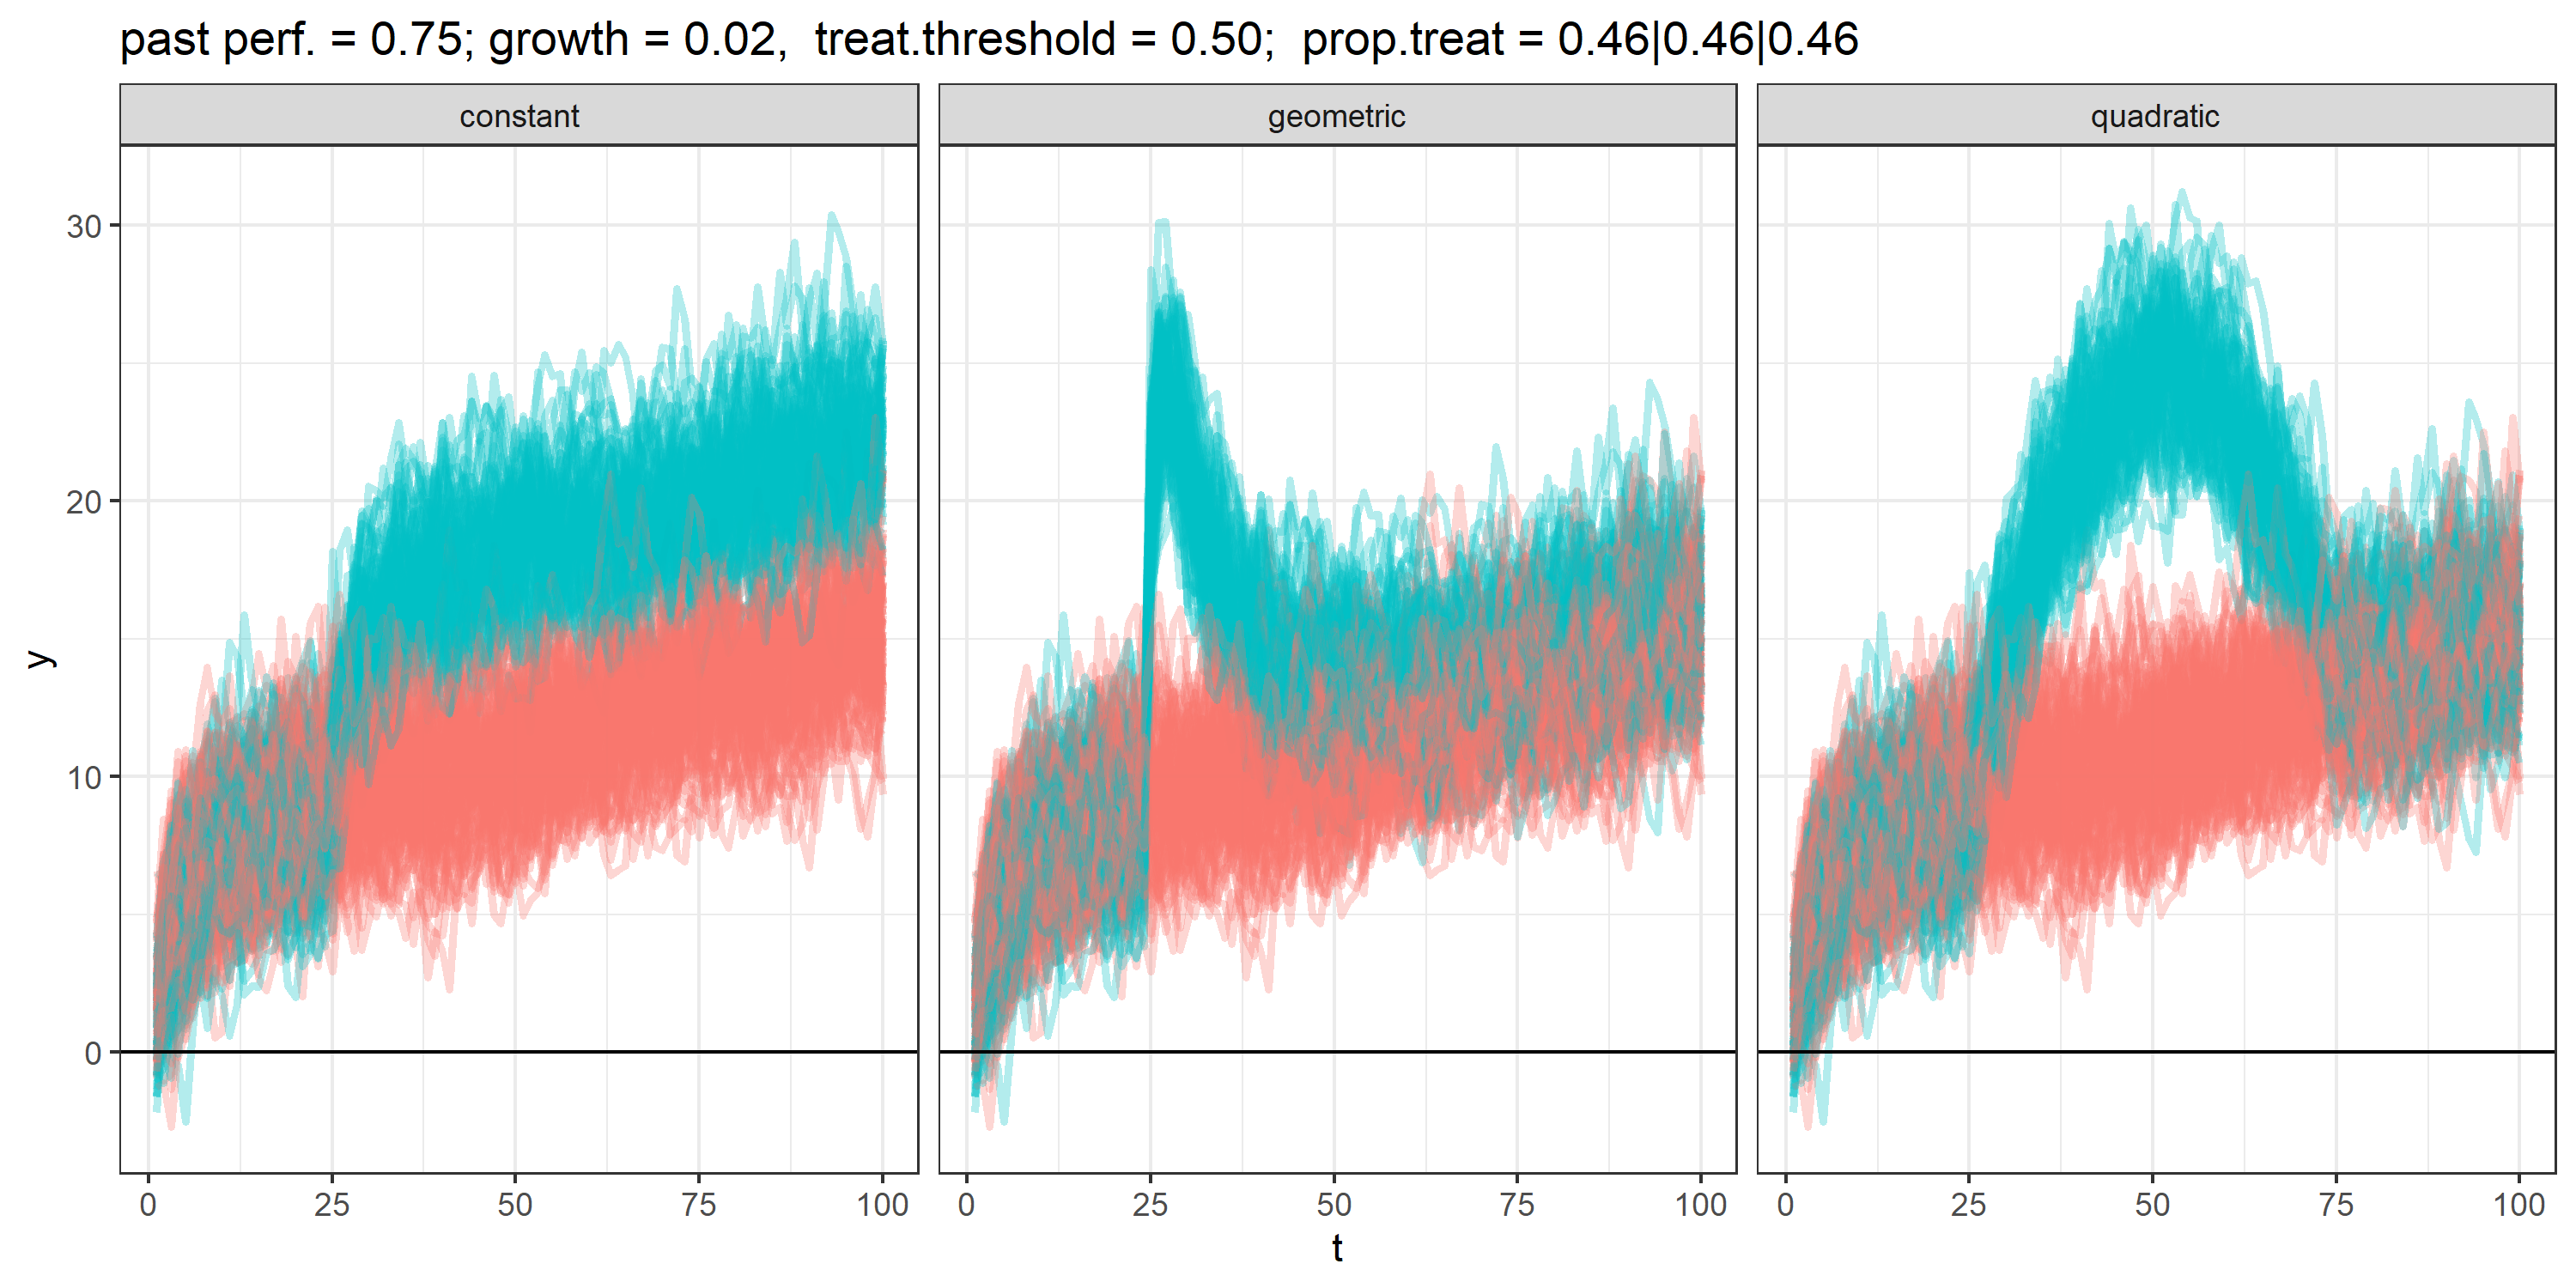 past perf. = 0.75; growth = 0.02,  treat.threshold = 0.50;  prop.treat = 0.46|0.46|0.46
constant
geometric
quadratic
30
20
10
0
y
0 25 50 75 100
0 25 50 75 100
0 25 50 75 100
t